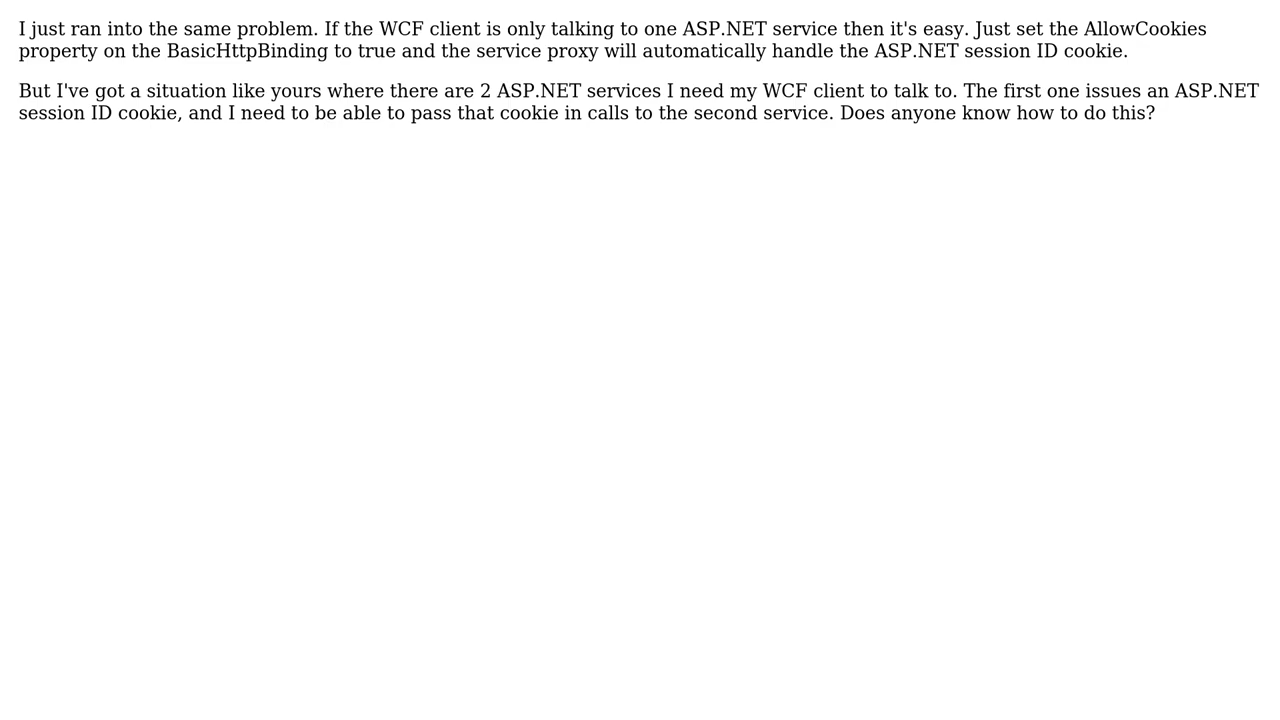 I just ran into the same problem. If the WCF client is only talking to one ASP.NET service then it's easy. Just set the AllowCookies
property on the BasicHttpBinding to true and the service proxy will automatically handle the ASP.NET session ID cookie.
But I've got a situation like yours where there are 2 ASP.NET services I need my WCF client to talk to. The first one issues an ASP.NET
session ID cookie, and I need to be able to pass that cookie in calls to the second service. Does anyone know how to do this?